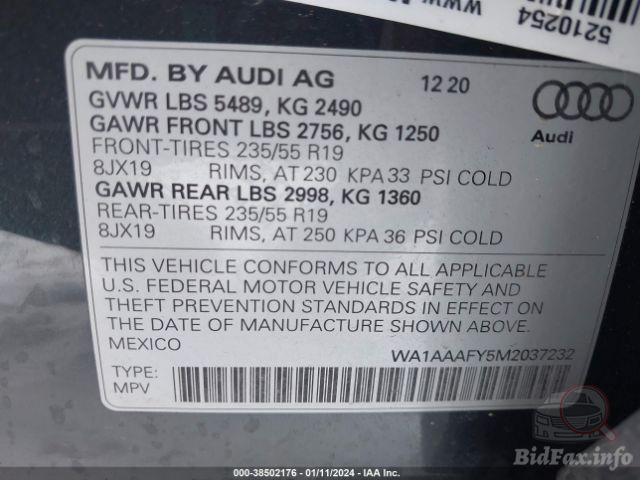 5210254
MFD. BY AUDI AG 12 20
GVWR LBS 5489, KG 2490
GAWR FRONT LBS 2756, KG 1250
FRONT-TIRES 235/55 R19
8JX19 RIMS, AT 230 KPA 33 PSI COLD
GAWR REAR LBS 2998, KG 1360
REAR-TIRES 235/55 R19
8JX19 RIMS, AT 250 KPA 36 PSI COLD
Audi
THIS VEHICLE CONFORMS TO ALL APPLICABLE
U.S. FEDERAL MOTOR VEHICLE SAFETY AND
THEFT PREVENTION STANDARDS IN EFFECT ON
THE DATE OF MANUFACTURE SHOWN ABOVE.
MEXICO WA1AAAFY5M2037232
TYPE:
MPV
BidFax.info
000-38502176 - 01/11/2024 - IAA Inc.